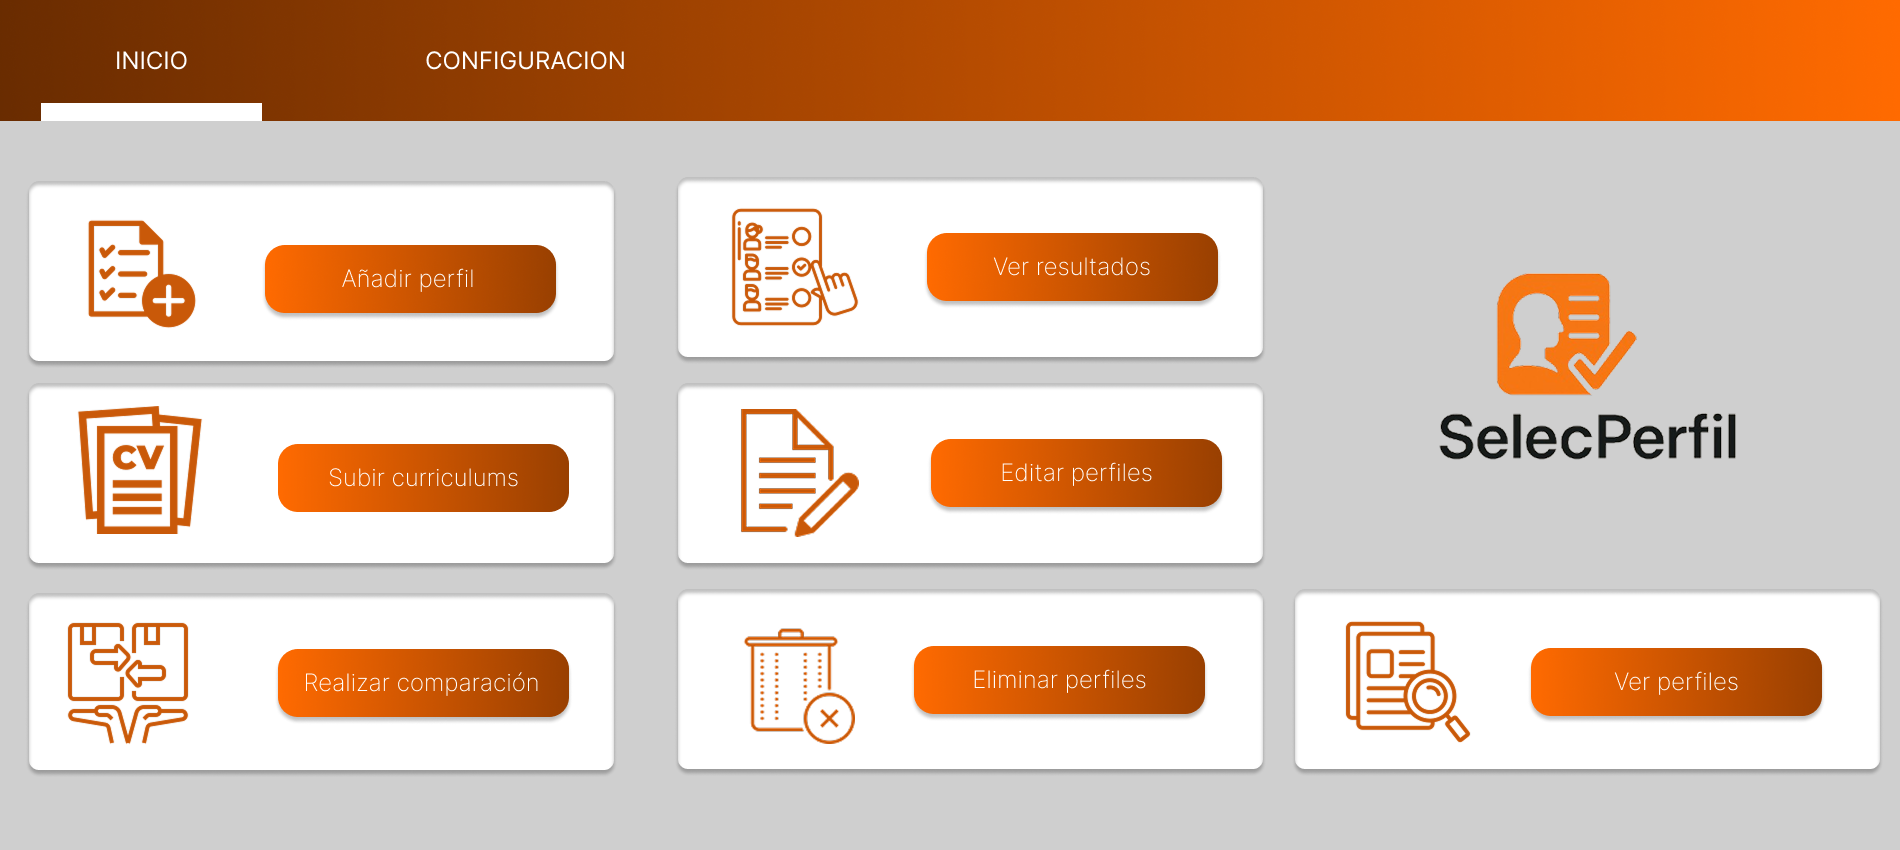 INICIO
CONFIGURACION
Añadir perfil
Ver resultados
CV
Subir curriculums
Editar perfiles
SelecPerfil
Realizar comparación
Eliminar perfiles
Ver perfiles